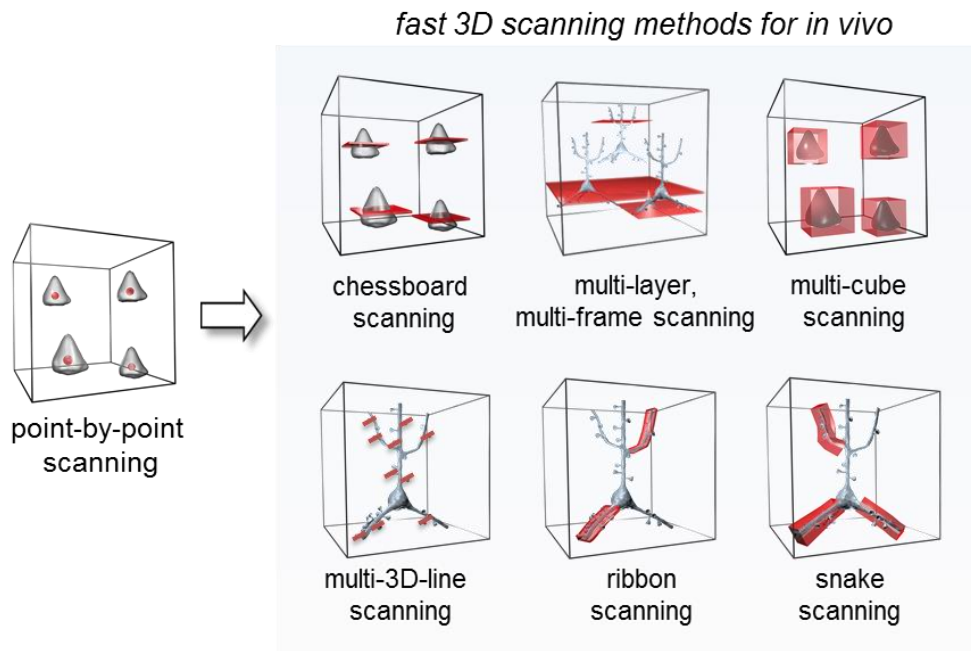 fast 3D scanning methods for in vivo
chessboard
scanning
multi-layer,
multi-frame scanning
multi-cube
scanning
point-by-point
scanning
multi-3D-line
scanning
ribbon
scanning
snake
scanning